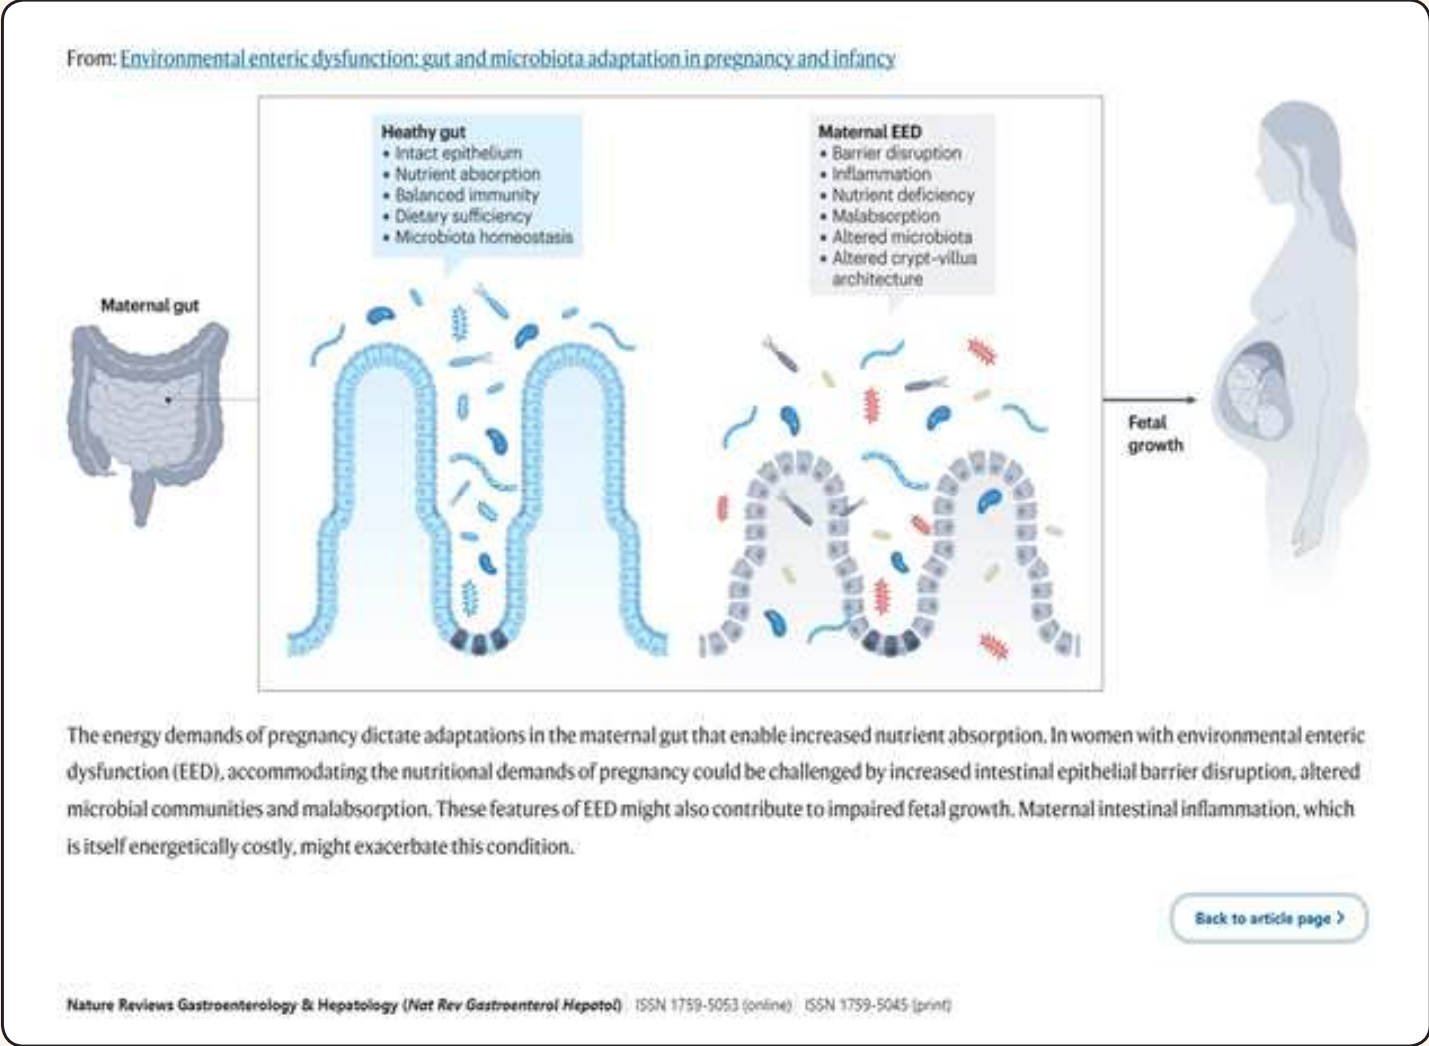 From: Environmental enteric dysfunction: gut and microbiota adaptation in pregnancy and infancy
Heathy gut
• Intact epithelium
• Nutrient absorption
• Balanced immunity
• Dietary sufficiency
• Microbiota homeostasis
Maternal EED
• Barrier disruption
• Inflammation
• Nutrient deficiency
• Malabsorption
• Altered microbiota
• Altered crypt–villus
architecture
Maternal gut
Fetal
growth
The energy demands of pregnancy dictate adaptations in the maternal gut that enable increased nutrient absorption. In women with environmental enteric
dysfunction (EED), accommodating the nutritional demands of pregnancy could be challenged by increased intestinal epithelial barrier disruption, altered
microbial communities and malabsorption. These features of EED might also contribute to impaired fetal growth. Maternal intestinal inflammation, which
is itself energetically costly, might exacerbate this condition.
Back to article page >
Nature Reviews Gastroenterology & Hepatology (Nat Rev Gastroenterol Hepatol) ISSN 1759-5053 (online) ISSN 1759-5045 (print)